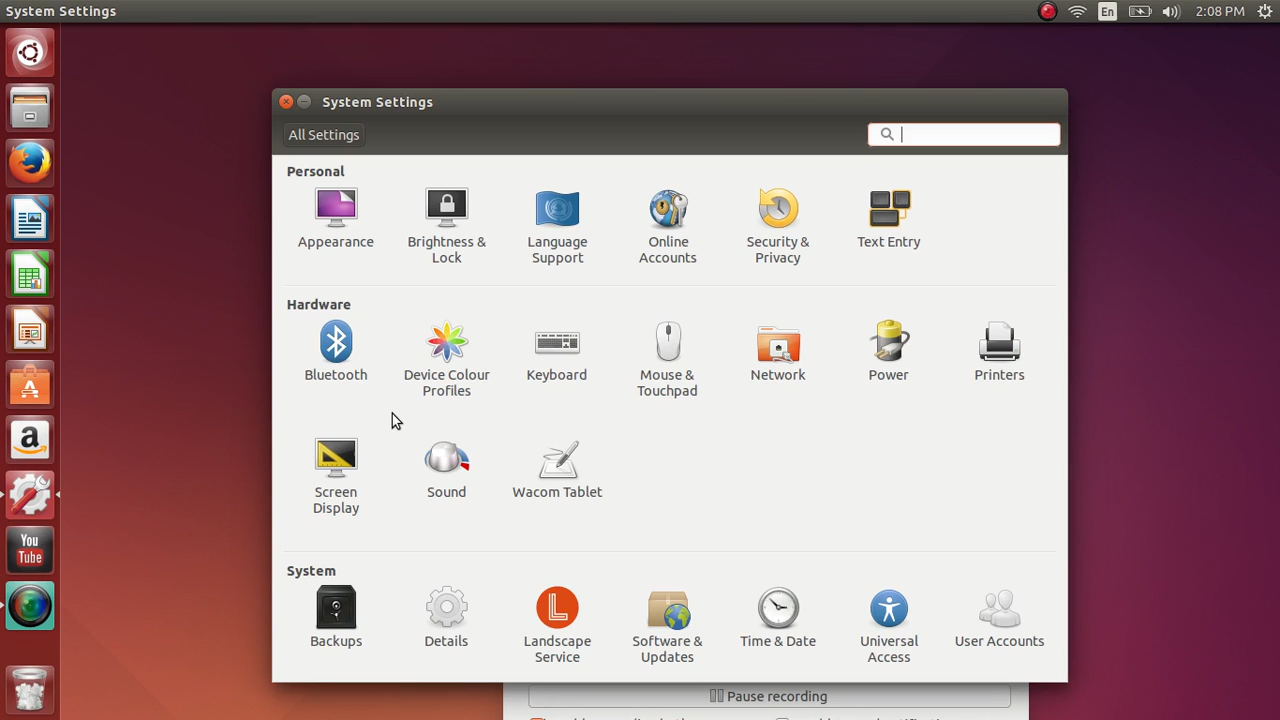 System Settings
En
2:08 PM
System Settings
All Settings
Personal
Appearance
Brightness &
Lock
Language
Support
Online
Accounts
Security &
Privacy
Text Entry
Hardware
Bluetooth
Device Colour
Profiles
Keyboard
Mouse &
Touchpad
Network
Power
Printers
Screen
Display
Sound
Wacom Tablet
System
Backups
Details
Landscape
Service
Software &
Updates
Time & Date
Universal
Access
User Accounts
Pause recording
You
Tube
a